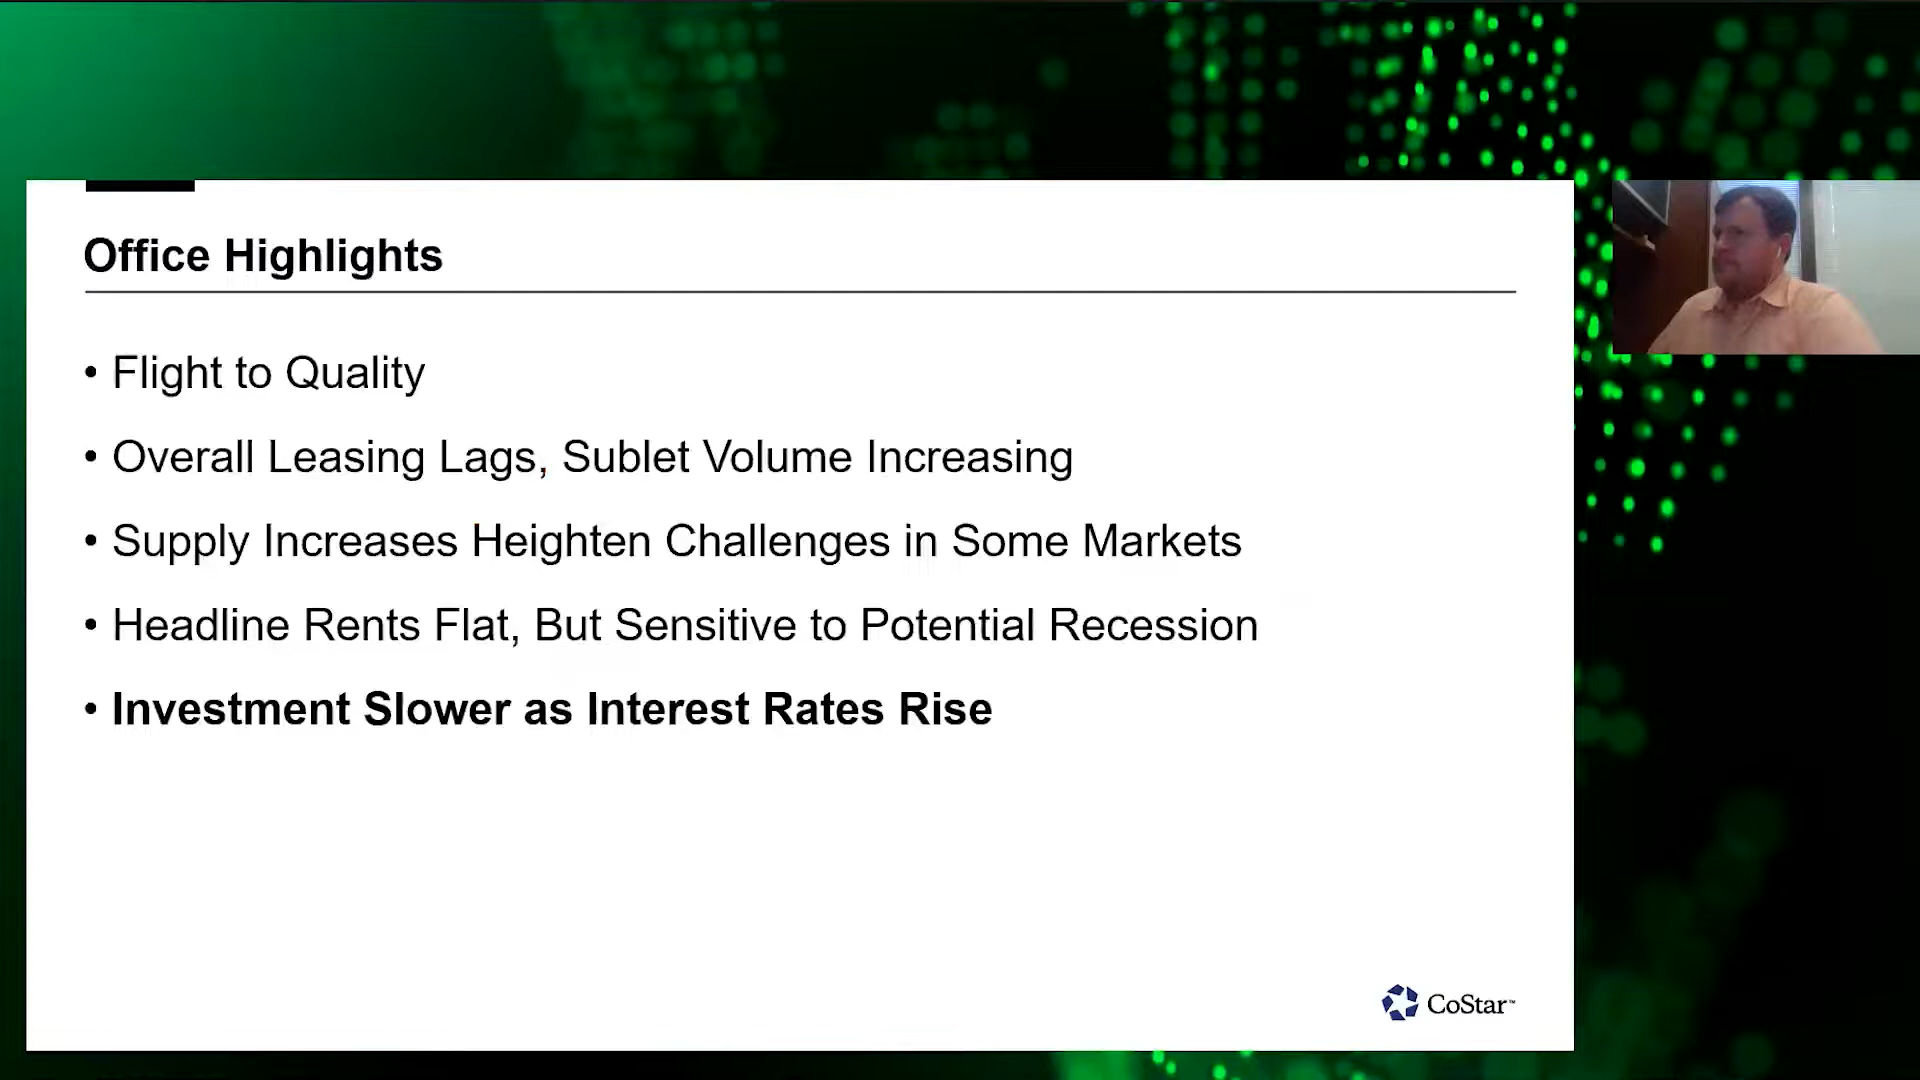 Office Highlights
• Flight to Quality
• Overall Leasing Lags, Sublet Volume Increasing
• Supply Increases Heighten Challenges in Some Markets
• Headline Rents Flat, But Sensitive to Potential Recession
• Investment Slower as Interest Rates Rise
CoStar™